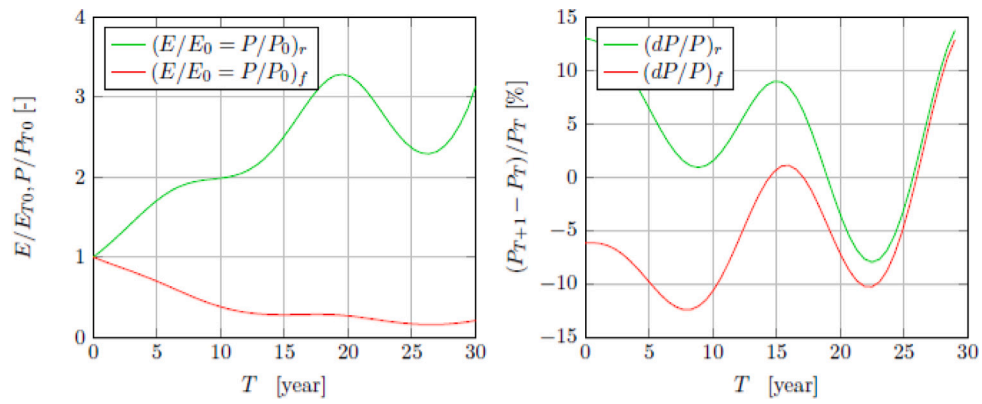 4
3
2
1
0
0 5 10 15 20 25 30
E/E_{T0}, P/P_{T0} [-]
T [year]
(E/E_0 = P/P_0)_r
(E/E_0 = P/P_0)_f
15
10
5
0
−5
−10
−15
0 5 10 15 20 25 30
(P_{T+1} − P_T)/P_T [%]
T [year]
(dP/P)_r
(dP/P)_f